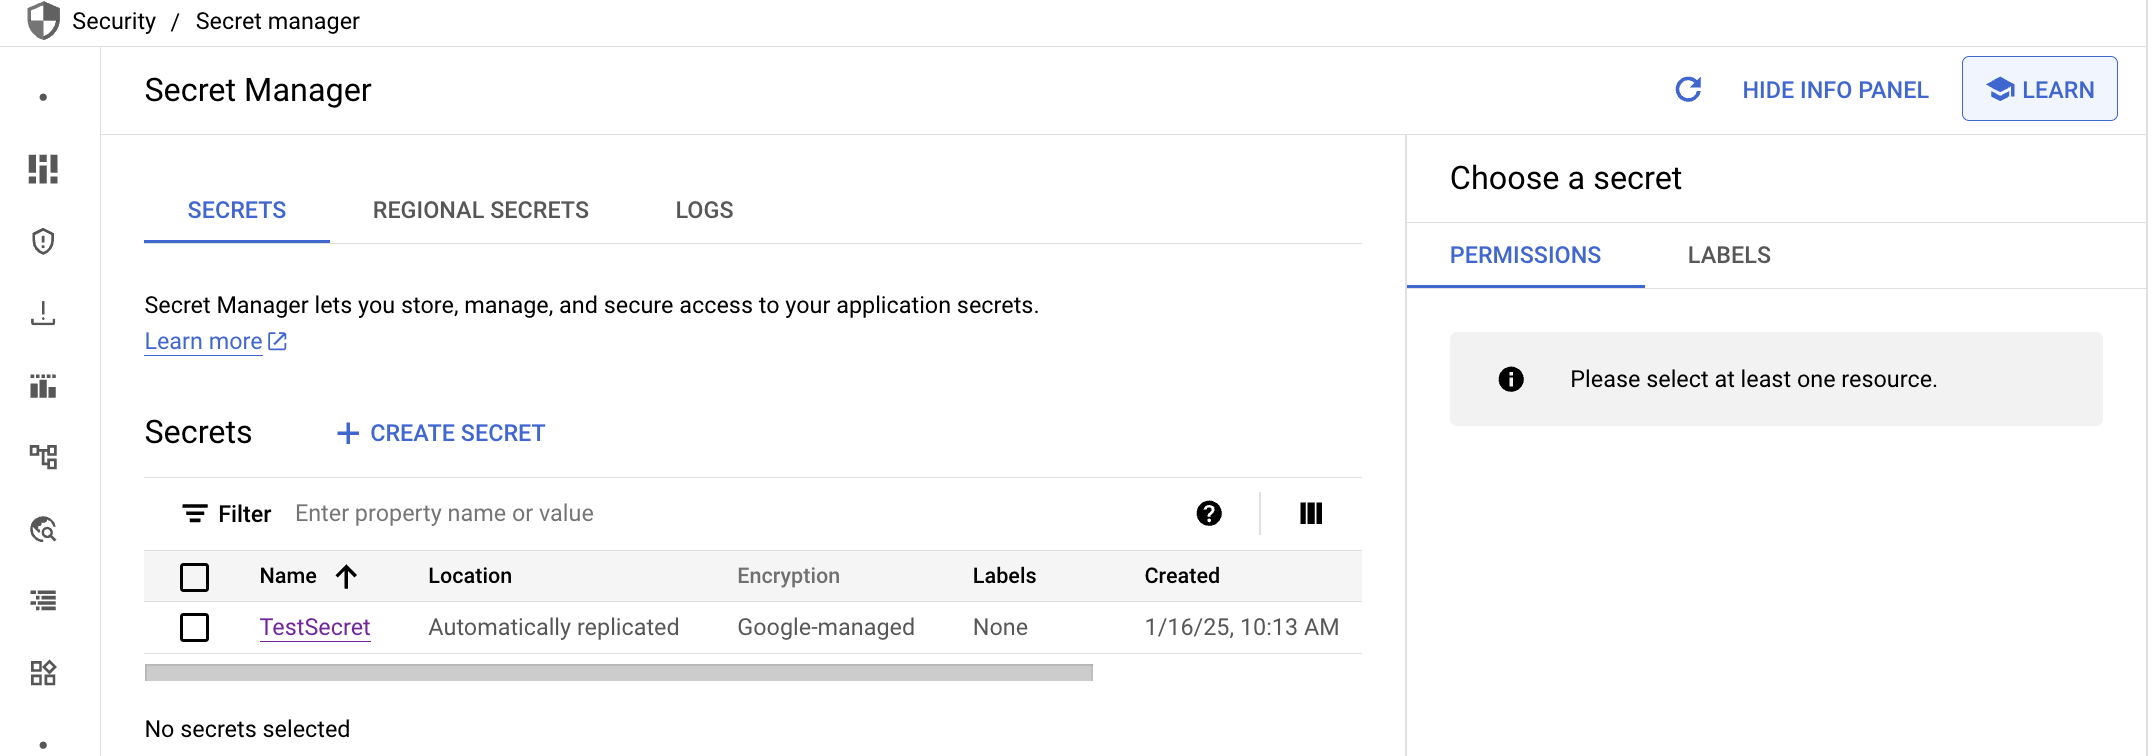 Security / Secret manager
Secret Manager
HIDE INFO PANEL
LEARN
SECRETS REGIONAL SECRETS LOGS
Secret Manager lets you store, manage, and secure access to your application secrets.
Learn more
Secrets
CREATE SECRET
Filter Enter property name or value
Name Location Encryption Labels Created
TestSecret Automatically replicated Google-managed None 1/16/25, 10:13 AM
No secrets selected
Choose a secret
PERMISSIONS LABELS
Please select at least one resource.